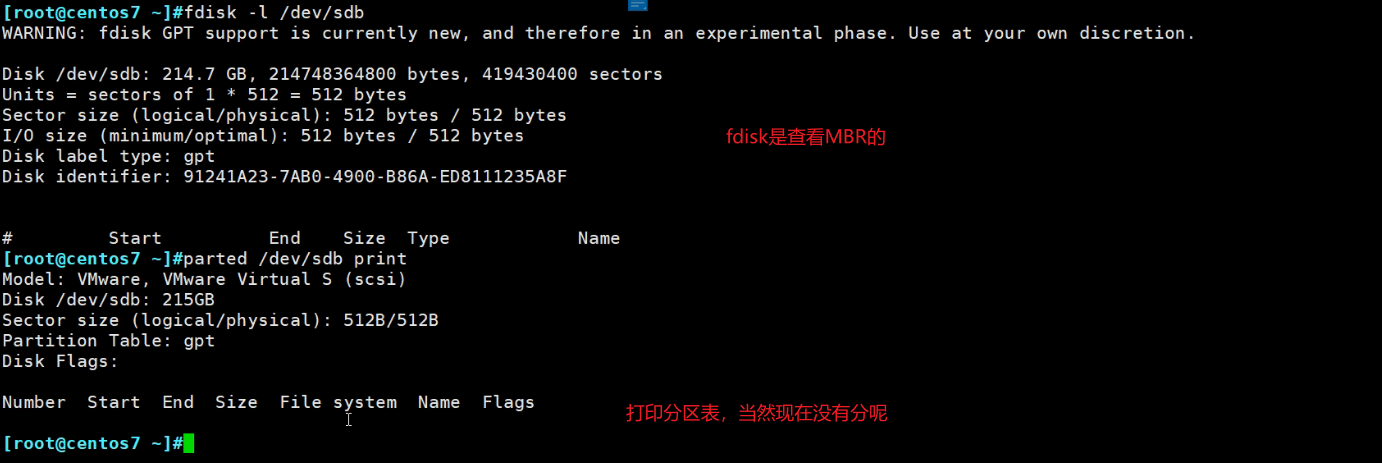 [root@centos7 ~]#fdisk -l /dev/sdb
WARNING: fdisk GPT support is currently new, and therefore in an experimental phase. Use at your own discretion.
Disk /dev/sdb: 214.7 GB, 214748364800 bytes, 419430400 sectors
Units = sectors of 1 * 512 = 512 bytes
Sector size (logical/physical): 512 bytes / 512 bytes
I/O size (minimum/optimal): 512 bytes / 512 bytes
fdisk是查看MBR的
Disk label type: gpt
Disk identifier: 91241A23-7AB0-4900-B86A-ED8111235A8F
#         Start          End    Size  Type            Name
[root@centos7 ~]#parted /dev/sdb print
Model: VMware, VMware Virtual S (scsi)
Disk /dev/sdb: 215GB
Sector size (logical/physical): 512B/512B
Partition Table: gpt
Disk Flags:
Number  Start  End  Size  File system  Name  Flags
打印分区表，当然现在没有分呢
[root@centos7 ~]#